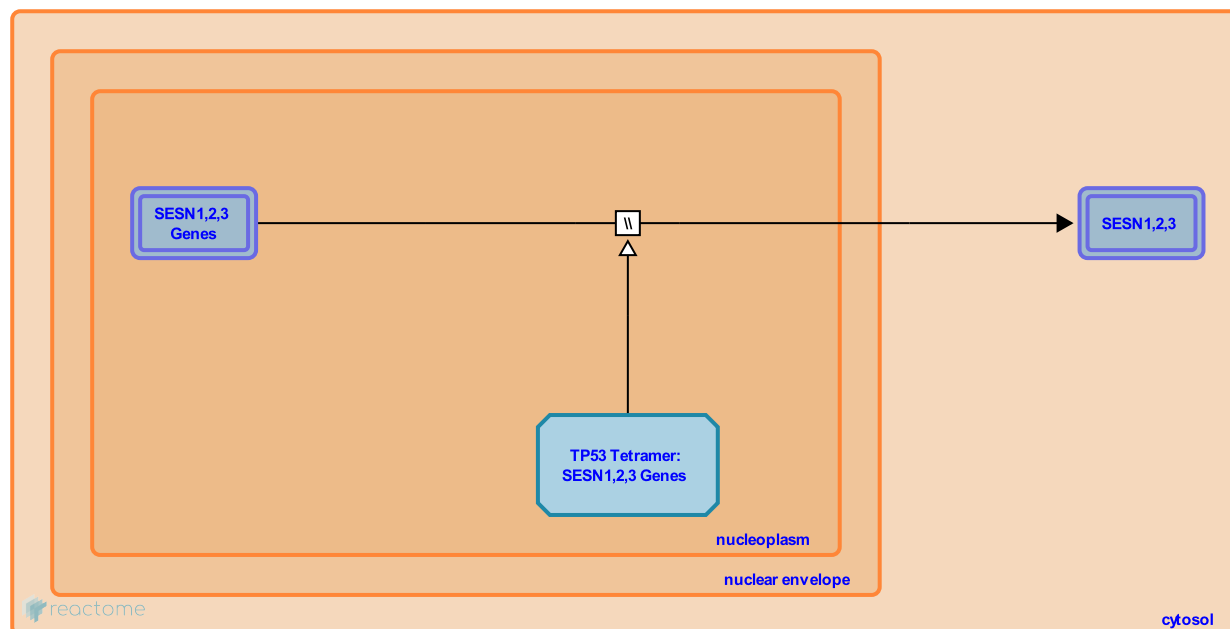 SESN1,2,3
Genes
\\
SESN1,2,3
TP53 Tetramer:
SESN1,2,3 Genes
nucleoplasm
nuclear envelope
reactome
cytosol